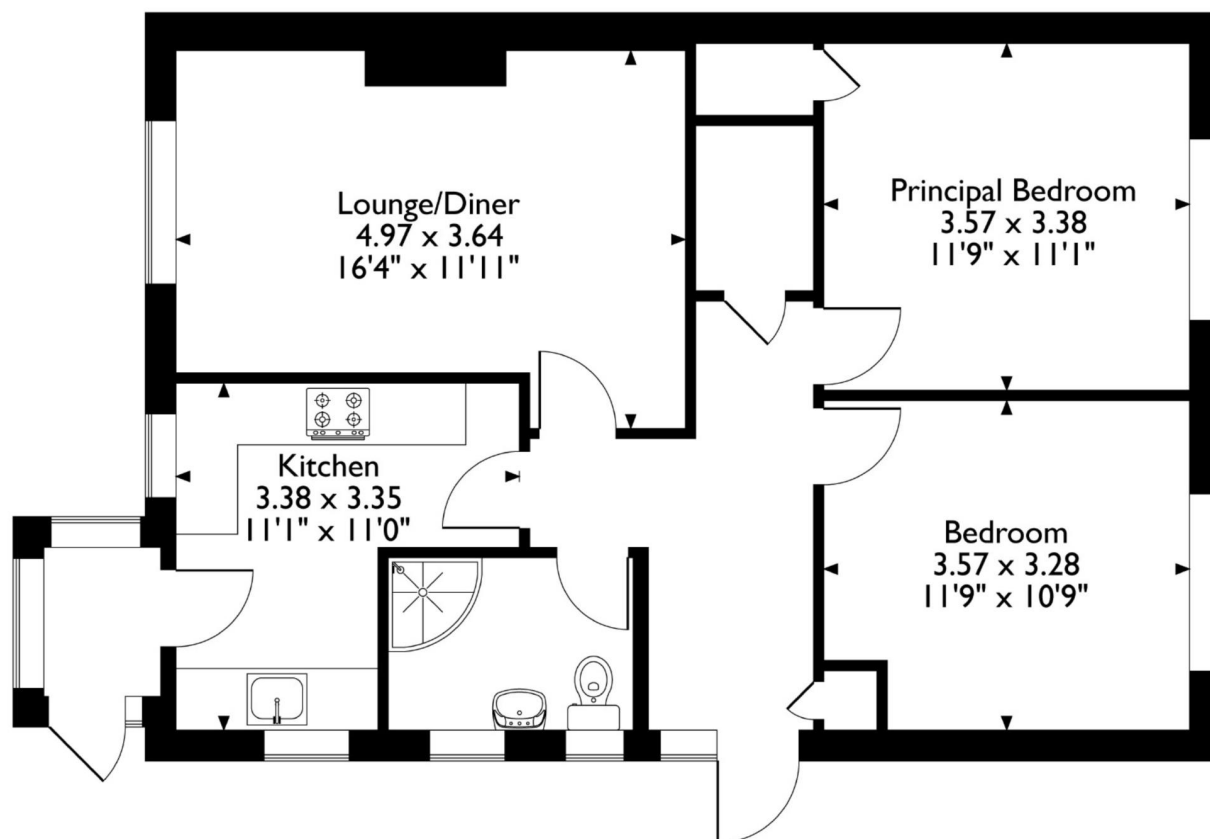 Lounge/Diner
4.97 x 3.64
16'4" x 11'11"
Principal Bedroom
3.57 x 3.38
11'9" x 11'1"
Kitchen
3.38 x 3.35
11'1" x 11'0"
Bedroom
3.57 x 3.28
11'9" x 10'9"